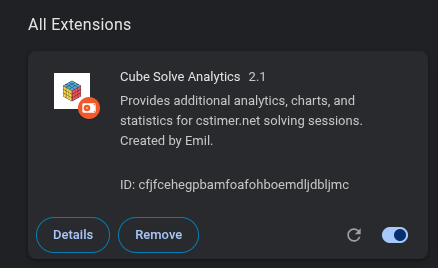 All Extensions
Cube Solve Analytics 2.1
Provides additional analytics, charts, and
statistics for cstimer.net solving sessions.
Created by Emil.
ID: cfjfcehegpbamfoafohboemdljdbljmc
Details
Remove